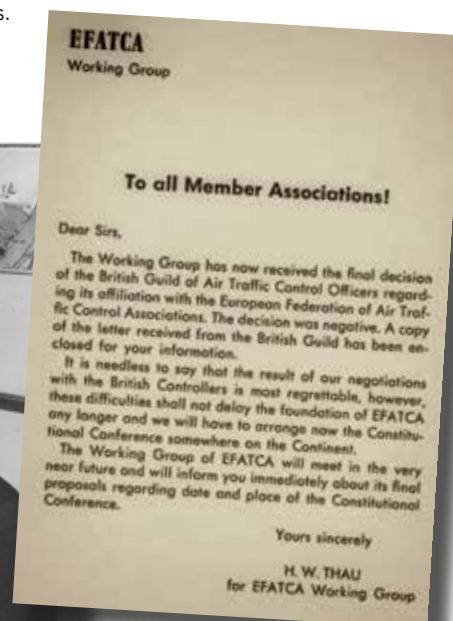 s.
EFATCA
Working Group
To all Member Associations!
Dear Sirs,
The Working Group has now received the final decision
of the British Guild of Air Traffic Control Officers regard-
ing its affiliation with the European Federation of Air Traf-
fic Control Associations. The decision was negative. A copy
of the letter received from the British Guild has been en-
closed for your information.
It is needless to say that the result of our negotiations
with the British Controllers is most regrettable, however,
these difficulties shall not delay the foundation of EFATCA
any longer and we will have to arrange now the Constitu-
tional Conference somewhere on the Continent.
The Working Group of EFATCA will meet in the very
near future and will inform you immediately about its final
proposals regarding date and place of the Constitutional
Conference.
Yours sincerely
H. W. THAU
for EFATCA Working Group